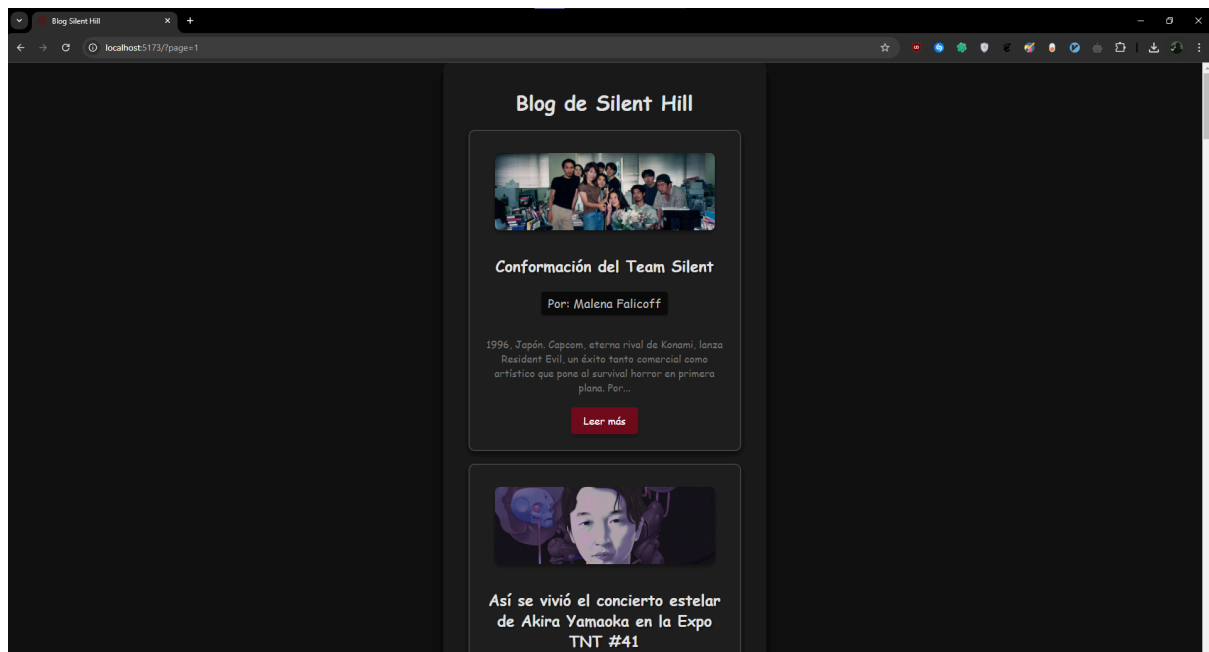 Blog Silent Hill
localhost:5173/?page=1
Blog de Silent Hill
Conformación del Team Silent
Por: Malena Falicoff
1996, Japón. Capcom, eterna rival de Konami, lanza
Resident Evil, un éxito tanto comercial como
artístico que pone al survival horror en primera
plana. Por...
Leer más
Así se vivió el concierto estelar
de Akira Yamaoka en la Expo
TNT #41